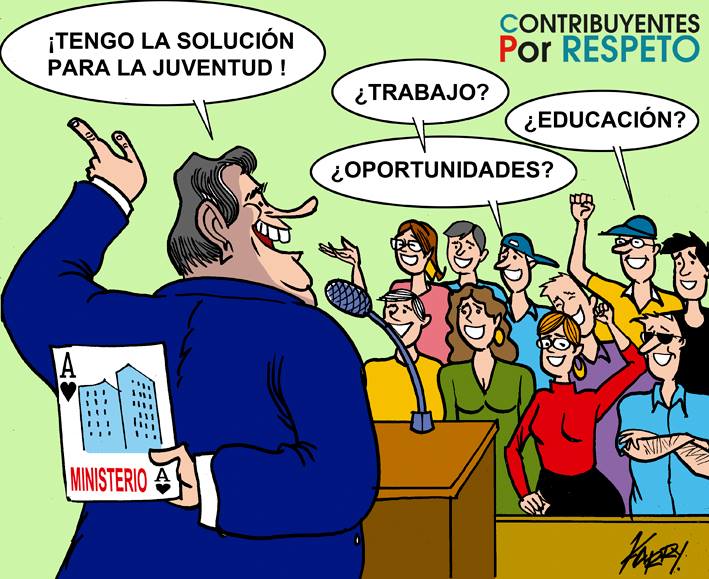 CONTRIBUYENTES
Por RESPETO
¡TENGO LA SOLUCIÓN
PARA LA JUVENTUD !
¿TRABAJO?
¿OPORTUNIDADES?
¿EDUCACIÓN?
A
MINISTERIO
A